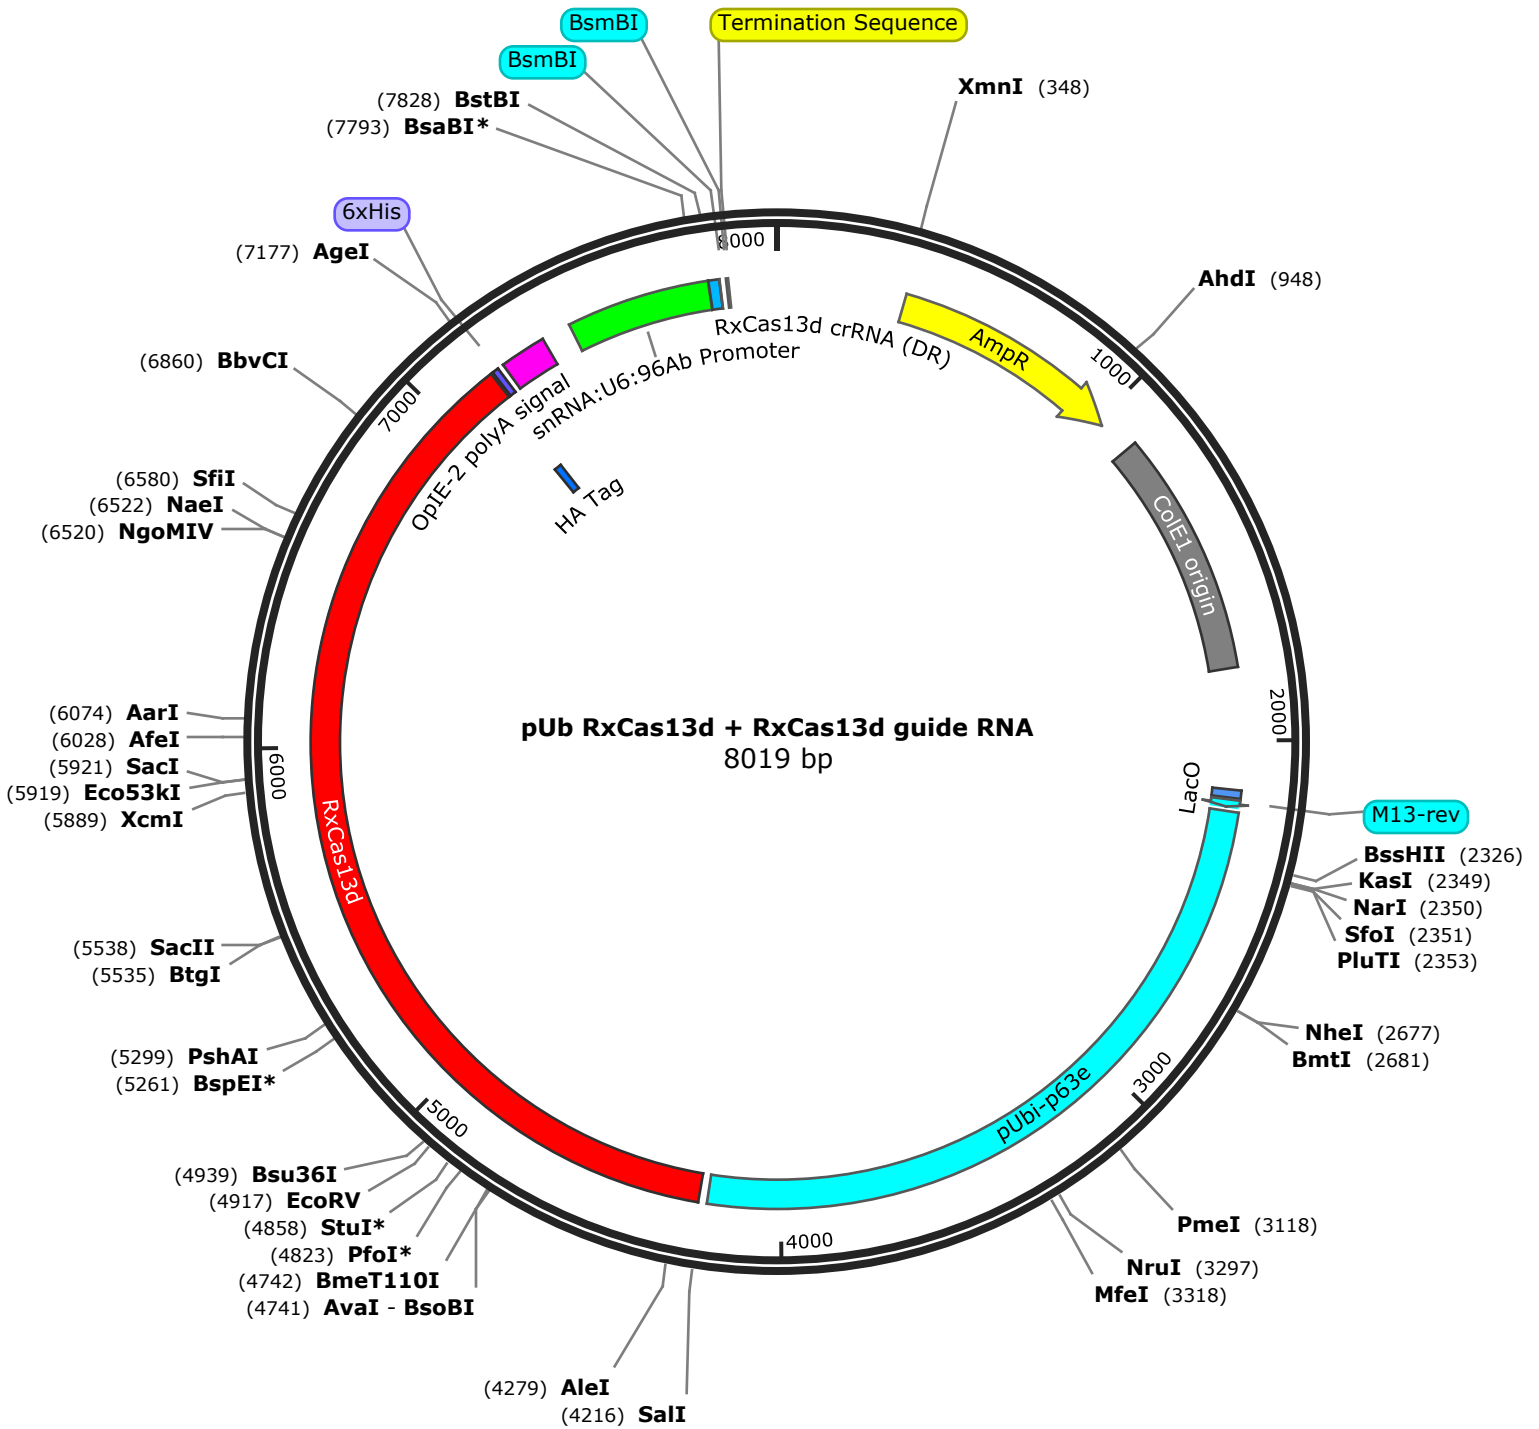 BsmBI
Termination Sequence
BsmBI
(7828) BstBI
(7793) BsaBI*
XmnI (348)
6xHis
(7177) AgeI
AhdI (948)
(6860) BbvCI
(6580) SfiI
(6522) NaeI
(6520) NgoMIV
(6074) AarI
(6028) AfeI
(5921) SacI
(5919) Eco53kI
(5889) XcmI
(5538) SacII
(5535) BtgI
(5299) PshAI
(5261) BspEI*
(4939) Bsu36I
(4917) EcoRV
(4858) StuI*
(4823) PfoI*
(4742) BmeT110I
(4741) AvaI - BsoBI
(4279) AleI
(4216) SalI
M13-rev
BssHII (2326)
KasI (2349)
NarI (2350)
SfoI (2351)
PluTI (2353)
NheI (2677)
BmtI (2681)
PmeI (3118)
NruI (3297)
MfeI (3318)
8000
1000
2000
3000
4000
5000
6000
7000
RxCas13d crRNA (DR)
snRNA:U6:96Ab Promoter
OpIE-2 polyA signal
HA Tag
AmpR
ColE1 origin
LacO
pUbi-p63e
RxCas13d
pUb RxCas13d + RxCas13d guide RNA
8019 bp